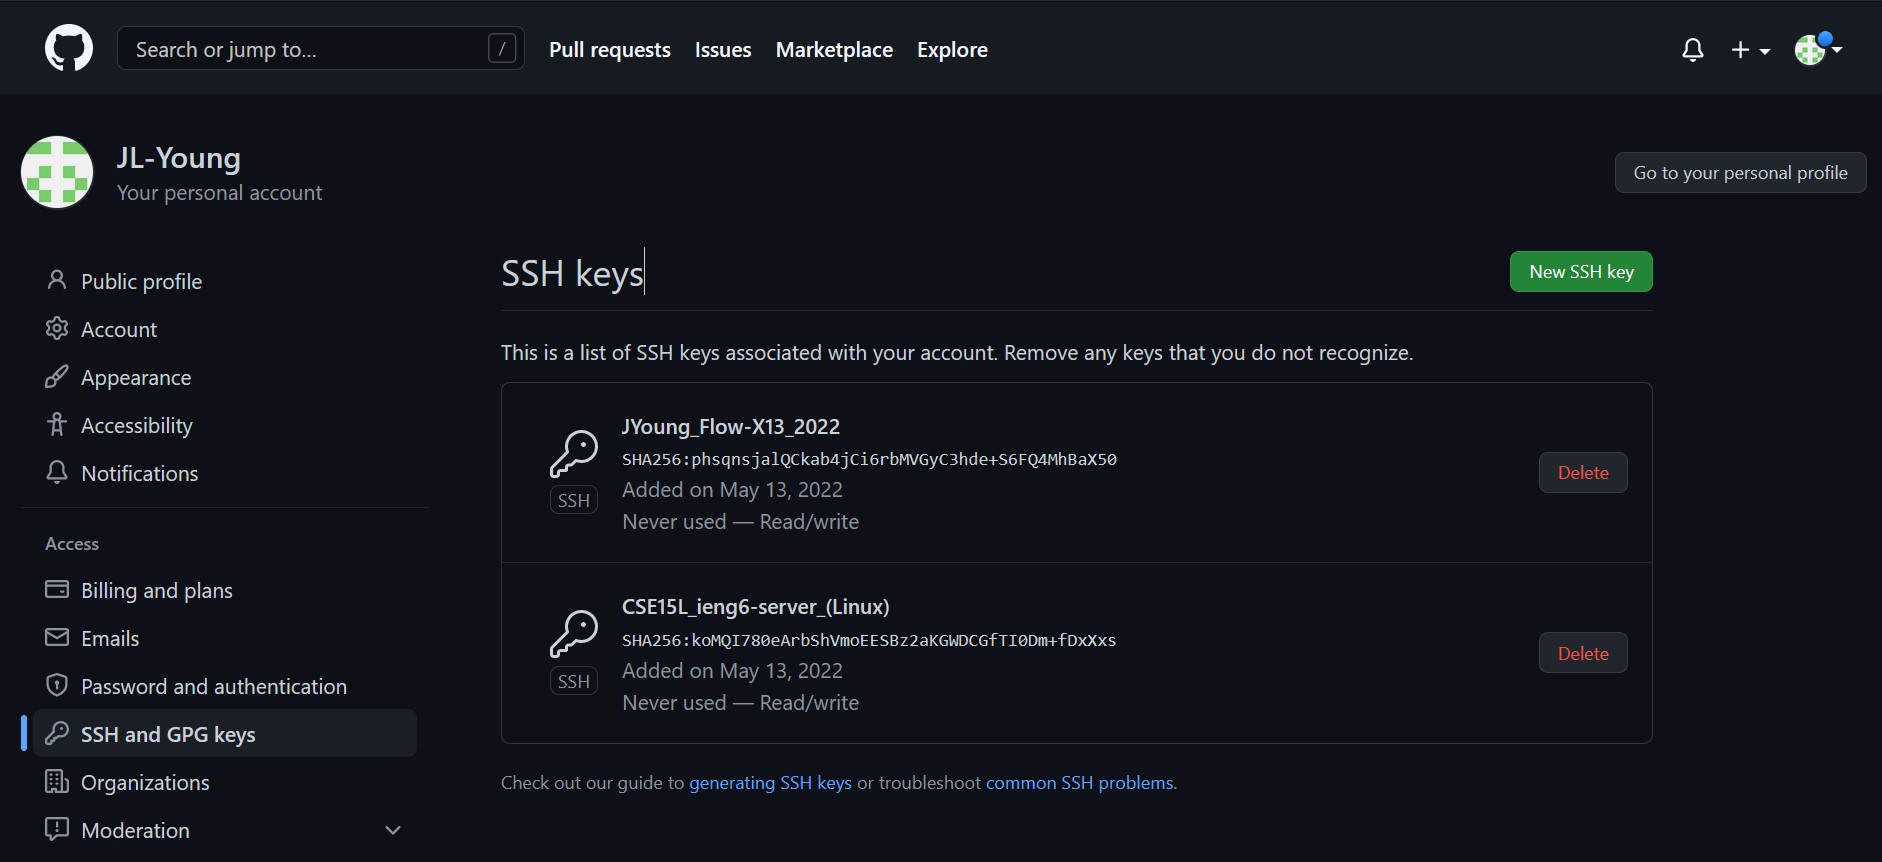 Search or jump to...
/
Pull requests
Issues
Marketplace
Explore
JL-Young
Your personal account
Go to your personal profile
Public profile
Account
Appearance
Accessibility
Notifications
Access
Billing and plans
Emails
Password and authentication
SSH and GPG keys
Organizations
Moderation
SSH keys
New SSH key
This is a list of SSH keys associated with your account. Remove any keys that you do not recognize.
JYoung_Flow-X13_2022
SHA256:phsqnsjalQCkab4jCi6rbMVGyC3hde+S6FQ4MhBaX50
Added on May 13, 2022
Never used — Read/write
SSH
Delete
CSE15L_ieng6-server_(Linux)
SHA256:koMQI780eArbShVmoEESBz2aKGWDCGfTI0Dm+fDxXxs
Added on May 13, 2022
Never used — Read/write
SSH
Delete
Check out our guide to generating SSH keys or troubleshoot common SSH problems.